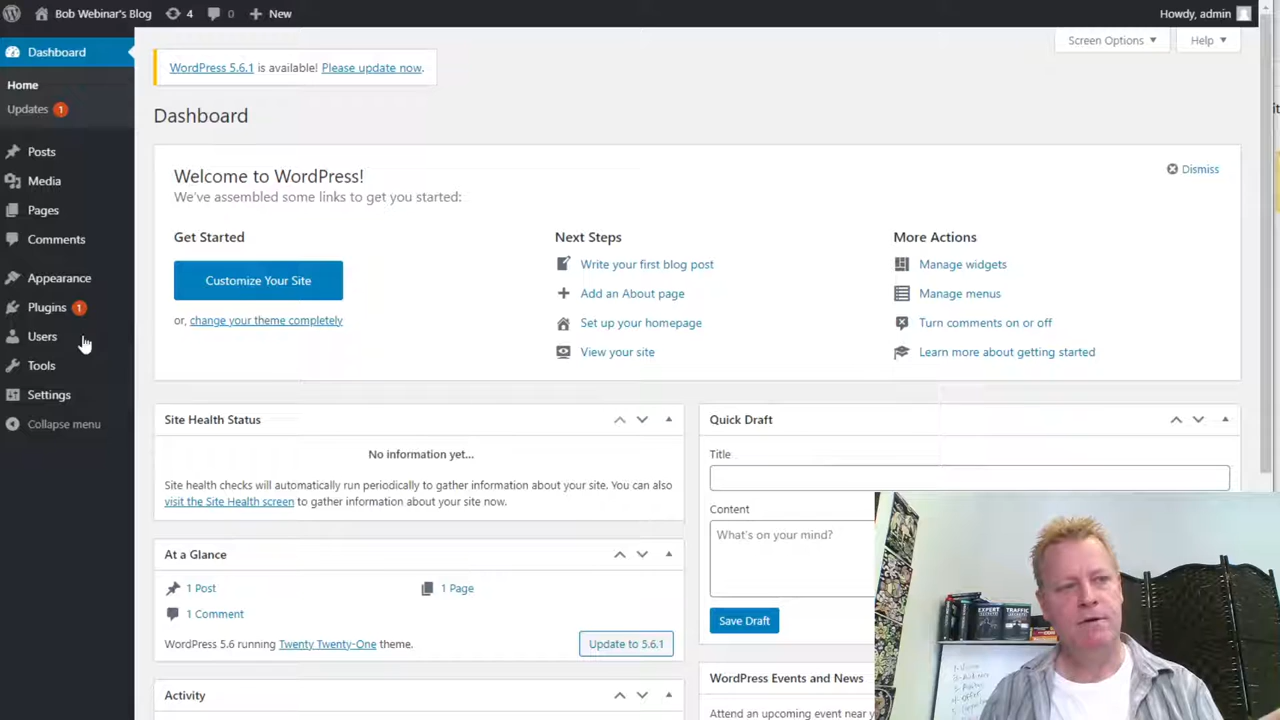 Bob Webinar's Blog 4 0 New Howdy, admin
Dashboard
Home
Updates 1
Posts
Media
Pages
Comments
Appearance
Plugins 1
Users
Tools
Settings
Collapse menu
Screen Options Help
WordPress 5.6.1 is available! Please update now.
Dashboard
Welcome to WordPress!
Dismiss
We've assembled some links to get you started:
Get Started
Customize Your Site
or, change your theme completely
Next Steps
Write your first blog post
Add an About page
Set up your homepage
View your site
More Actions
Manage widgets
Manage menus
Turn comments on or off
Learn more about getting started
Site Health Status
No information yet...
Site health checks will automatically run periodically to gather information about your site. You can also
visit the Site Health screen to gather information about your site now.
At a Glance
1 Post 1 Page
1 Comment
WordPress 5.6 running Twenty Twenty-One theme. Update to 5.6.1
Activity
Quick Draft
Title
Content
What's on your mind?
Save Draft
WordPress Events and News
Attend an upcoming event near
EXPERT
TRAFFIC